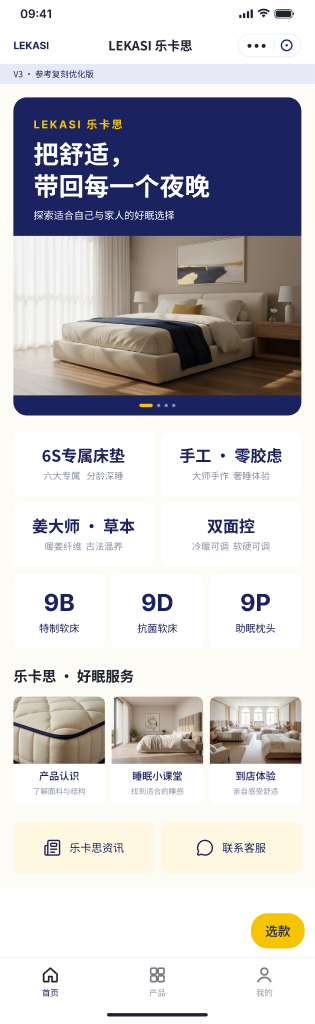 09:41
LEKASI
LEKASI 乐卡思
V3 · 参考复刻优化版
LEKASI 乐卡思
把舒适，
带回每一个夜晚
探索适合自己与家人的好眠选择
6S专属床垫
六大专属 分龄深睡
手工 · 零胶虑
大师手作 奢睡体验
姜大师 · 草本
暖姜纤维 古法温养
双面控
冷暖可调 软硬可调
9B
特制软床
9D
抗菌软床
9P
助眠枕头
乐卡思 · 好眠服务
产品认识
了解面料与结构
睡眠小课堂
找到适合的睡感
到店体验
亲自感受舒适
乐卡思资讯
联系客服
选款
首页
产品
我的